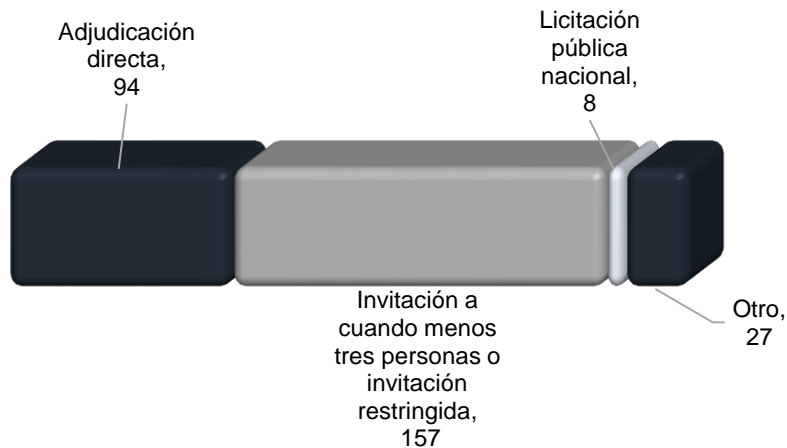 Adjudicación
directa,
94
Licitación
pública
nacional,
8
Invitación a
cuando menos
tres personas o
invitación
restringida,
157
Otro,
27